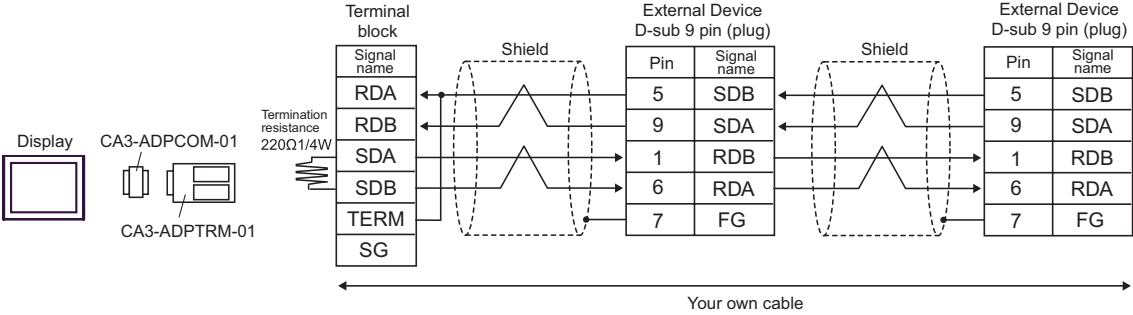 Terminal
block
External Device
D-sub 9 pin (plug)
External Device
D-sub 9 pin (plug)
Signal
name
Shield
Pin
Signal
name
Shield
Pin
Signal
name
RDA
5
SDB
5
SDB
Termination
resistance
220Ω1/4W
RDB
9
SDA
9
SDA
Display
CA3-ADPCOM-01
SDA
1
RDB
1
RDB
SDB
6
RDA
6
RDA
CA3-ADPTRM-01
TERM
7
FG
7
FG
SG
Your own cable